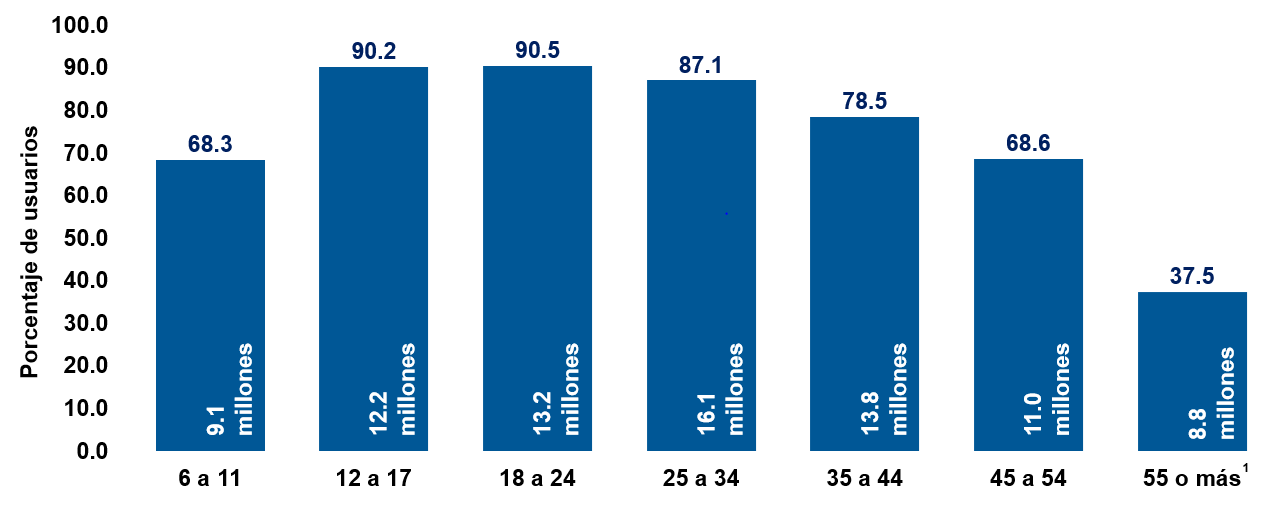 Porcentaje de usuarios
100.0
90.0
80.0
70.0
60.0
50.0
40.0
30.0
20.0
10.0
0.0
68.3
90.2
90.5
87.1
78.5
68.6
37.5
9.1
millones
12.2
millones
13.2
millones
16.1
millones
13.8
millones
11.0
millones
8.8
millones
6 a 11
12 a 17
18 a 24
25 a 34
35 a 44
45 a 54
55 o más¹